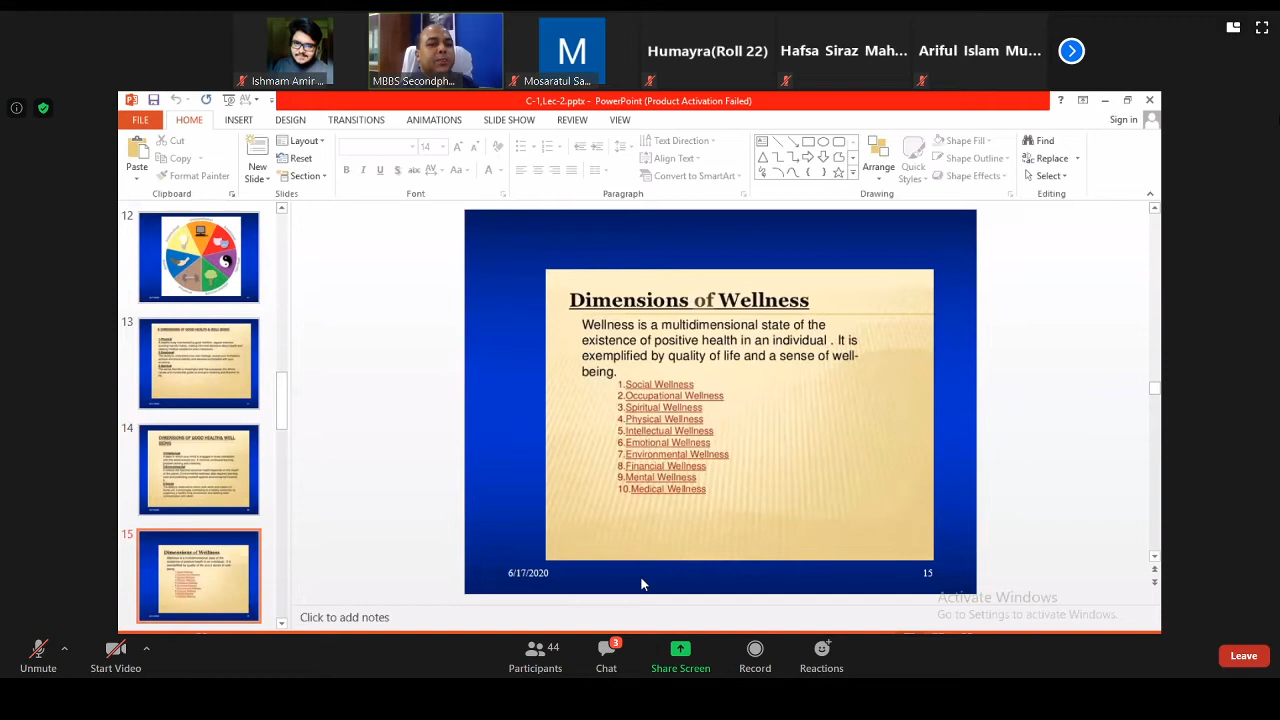 M
Humayra(Roll 22)
Hafsa Siraz Mah...
Ariful Islam Mu...
Ishmam Amir ...
MBBS Secondph...
Mosaratul Sa...
C-1,Lec-2.pptx - PowerPoint (Product Activation Failed)
Sign in
FILE HOME INSERT DESIGN TRANSITIONS ANIMATIONS SLIDE SHOW REVIEW VIEW
Paste
Cut
Copy
Format Painter
Clipboard
New Slide
Layout
Reset
Section
Slides
14
Font
Text Direction
Align Text
Convert to SmartArt
Paragraph
Arrange
Quick Styles
Shape Fill
Shape Outline
Shape Effects
Drawing
Find
Replace
Select
Editing
12
13
14
15
Dimensions of Wellness
Wellness is a multidimensional state of the
existence of positive health in an individual . It is
exemplified by quality of life and a sense of well-
being.
1.Social Wellness
2.Occupational Wellness
3.Spiritual Wellness
4.Physical Wellness
5.Intellectual Wellness
6.Emotional Wellness
7.Environmental Wellness
8.Financial Wellness
9.Mental Wellness
10.Medical Wellness
6/17/2020
15
Click to add notes
Activate Windows
Go to Settings to activate Windows.
Unmute
Start Video
44
Participants
3
Chat
Share Screen
Record
Reactions
Leave